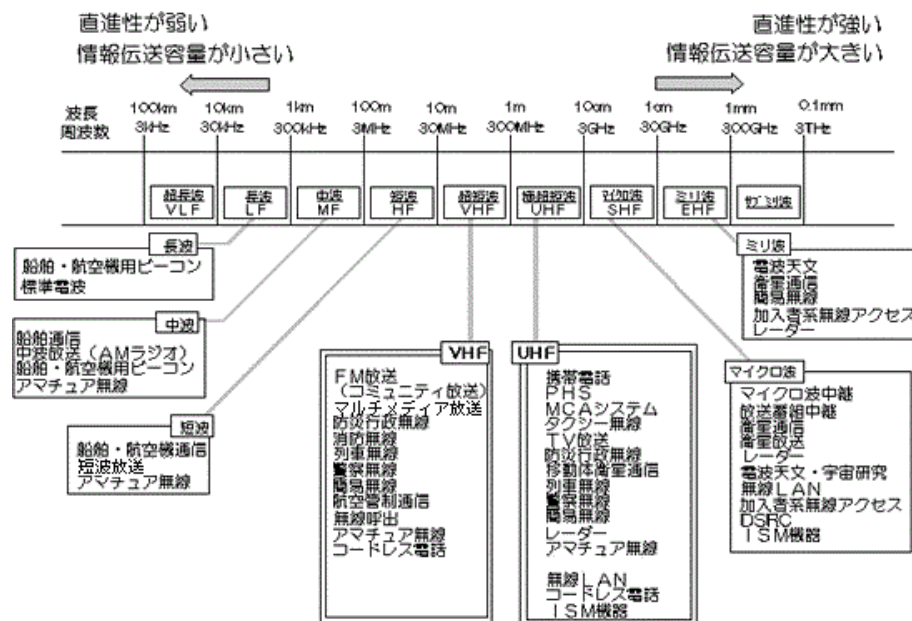 直進性が弱い
情報伝送容量が小さい
直進性が強い
情報伝送容量が大きい
波長 100km 10km 1km 100m 10m 1m 10cm 1cm 1mm 0.1mm
周波数 3kHz 30kHz 300kHz 3MHz 30MHz 300MHz 3GHz 30GHz 300GHz 3THz
超長波 長波 中波 短波 超短波 極超短波 マイクロ波 ミリ波 サブミリ波
VLF LF MF HF VHF UHF SHF EHF
長波
船舶・航空機用ビーコン
標準電波
中波
船舶通信
中波放送（AMラジオ）
船舶・航空機用ビーコン
アマチュア無線
短波
船舶・航空機通信
短波放送
アマチュア無線
VHF
FM放送
（コミュニティ放送）
マルチメディア放送
防災行政無線
消防無線
列車無線
警察無線
簡易無線
航空管制通信
無線呼出
アマチュア無線
コードレス電話
UHF
携帯電話
PHS
MCAシステム
タクシー無線
TV放送
防災行政無線
移動体衛星通信
列車無線
警察無線
簡易無線
レーダー
アマチュア無線
無線LAN
コードレス電話
ISM機器
ミリ波
電波天文
衛星通信
簡易無線
加入者系無線アクセス
レーダー
マイクロ波
マイクロ波中継
放送番組中継
衛星通信
衛星放送
レーダー
電波天文・宇宙研究
無線LAN
加入者系無線アクセス
DSRC
ISM機器